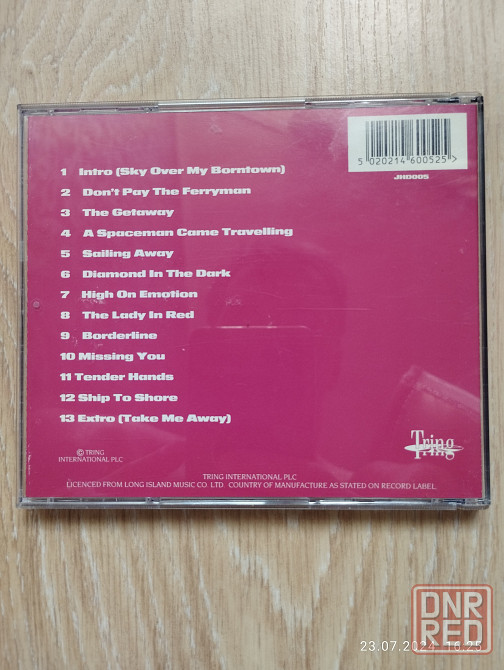 5 020214 600525 >
JHD005
1 Intro (Sky Over My Borntown)
2 Don't Pay The Ferryman
3 The Getaway
4 A Spaceman Came Travelling
5 Sailing Away
6 Diamond In The Dark
7 High On Emotion
8 The Lady In Red
9 Borderline
10 Missing You
11 Tender Hands
12 Ship To Shore
13 Extro (Take Me Away)
Tring
© TRING
INTERNATIONAL PLC
TRING INTERNATIONAL PLC
LICENCED FROM LONG ISLAND MUSIC CO. LTD. COUNTRY OF MANUFACTURE AS STATED ON RECORD LABEL.
DNR
RED
23.07.2024 16:25